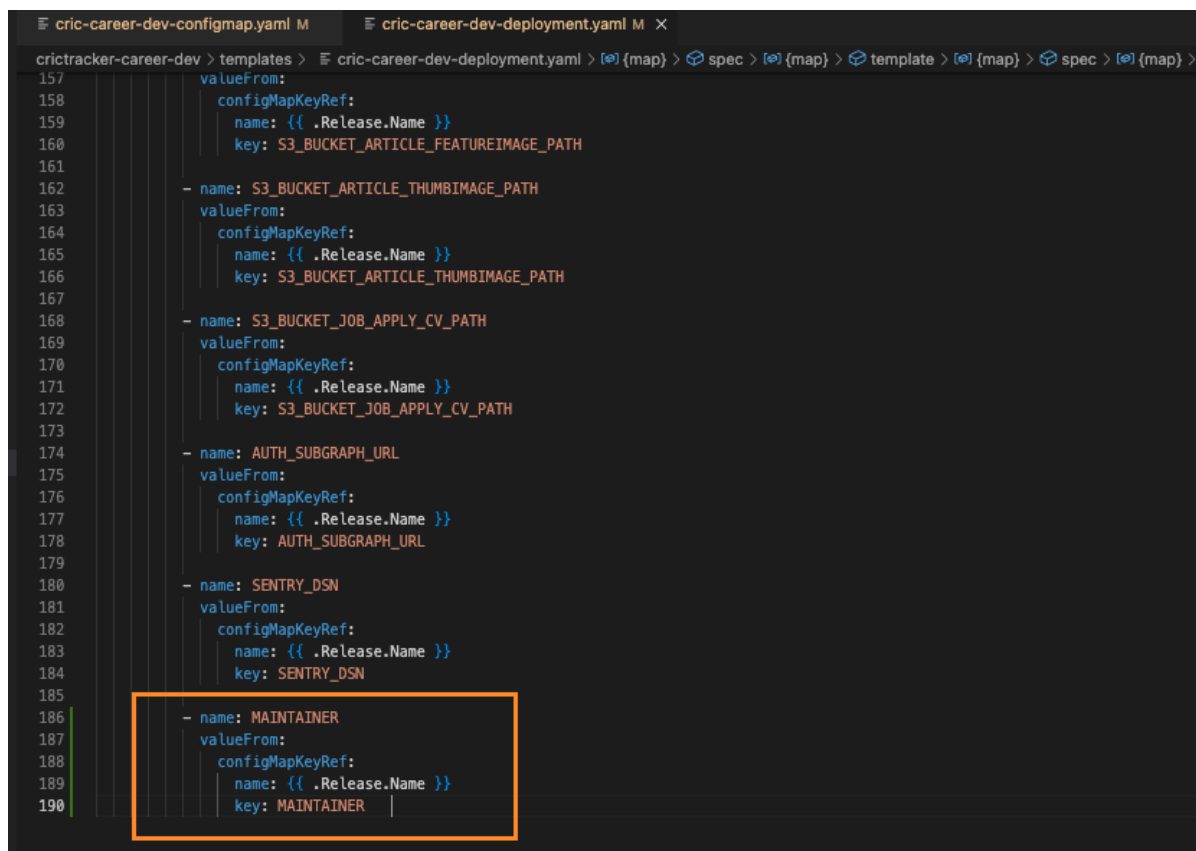 cric-career-dev-configmap.yaml M
cric-career-dev-deployment.yaml M ×
crictracker-career-dev > templates > cric-career-dev-deployment.yaml > {map} > spec > {map} > template > {map} > spec > {map} >
157 valueFrom:
158 configMapKeyRef:
159 name: {{ .Release.Name }}
160 key: S3_BUCKET_ARTICLE_FEATUREIMAGE_PATH
161
162 - name: S3_BUCKET_ARTICLE_THUMBIMAGE_PATH
163 valueFrom:
164 configMapKeyRef:
165 name: {{ .Release.Name }}
166 key: S3_BUCKET_ARTICLE_THUMBIMAGE_PATH
167
168 - name: S3_BUCKET_JOB_APPLY_CV_PATH
169 valueFrom:
170 configMapKeyRef:
171 name: {{ .Release.Name }}
172 key: S3_BUCKET_JOB_APPLY_CV_PATH
173
174 - name: AUTH_SUBGRAPH_URL
175 valueFrom:
176 configMapKeyRef:
177 name: {{ .Release.Name }}
178 key: AUTH_SUBGRAPH_URL
179
180 - name: SENTRY_DSN
181 valueFrom:
182 configMapKeyRef:
183 name: {{ .Release.Name }}
184 key: SENTRY_DSN
185
186 - name: MAINTAINER
187 valueFrom:
188 configMapKeyRef:
189 name: {{ .Release.Name }}
190 key: MAINTAINER